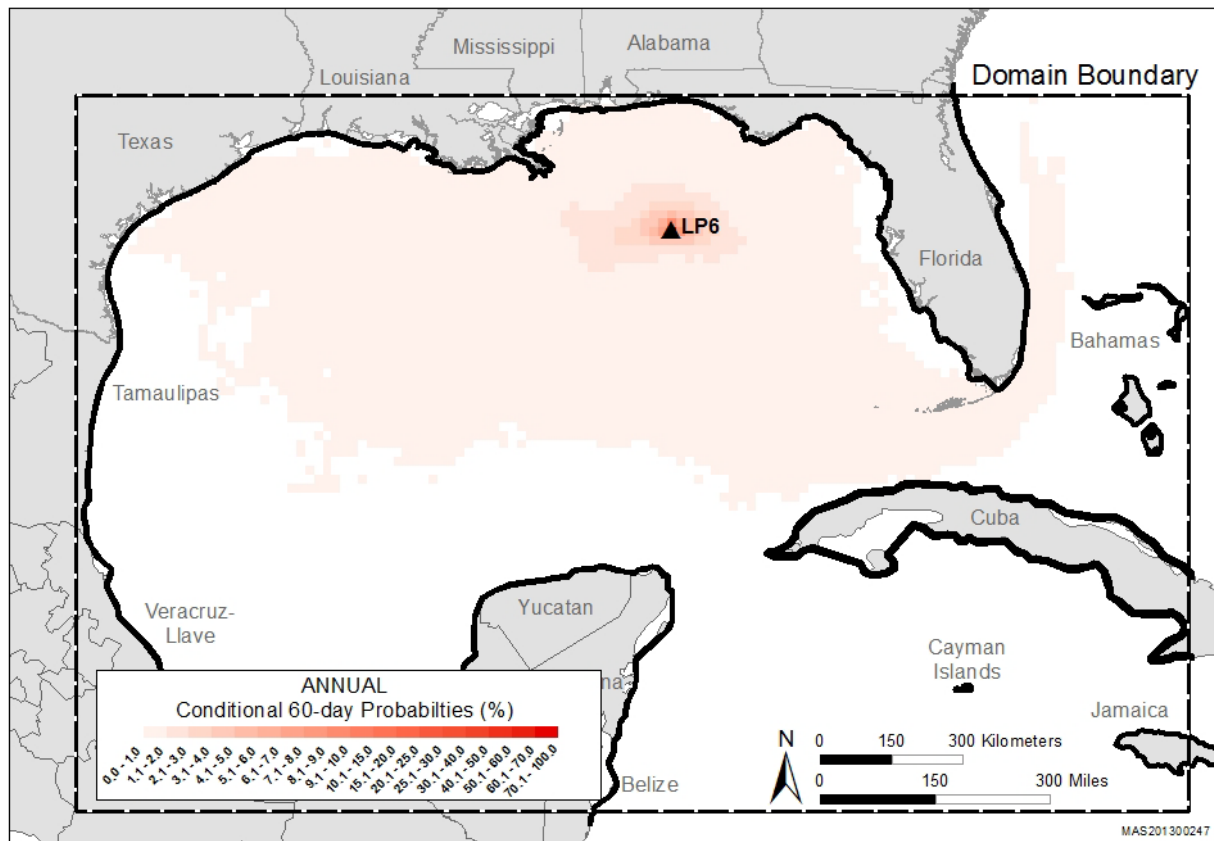 Mississippi
Alabama
Louisiana
Domain Boundary
Texas
LP6
Florida
Bahamas
Tamaulipas
Cuba
Yucatan
Veracruz-
Llave
Cayman
Islands
na
ANNUAL
Conditional 60-day Probabilties (%)
0.0 - 1.0
1.1 - 2.0
2.1 - 3.0
3.1 - 4.0
4.1 - 5.0
5.1 - 6.0
6.1 - 7.0
7.1 - 8.0
8.1 - 9.0
9.1 - 10.0
10.1 - 15.0
15.1 - 20.0
20.1 - 25.0
25.1 - 30.0
30.1 - 40.0
40.1 - 50.0
50.1 - 60.0
60.1 - 70.0
70.1 - 100.0
Jamaica
N
0 150 300 Kilometers
0 150 300 Miles
Belize
MAS201300247